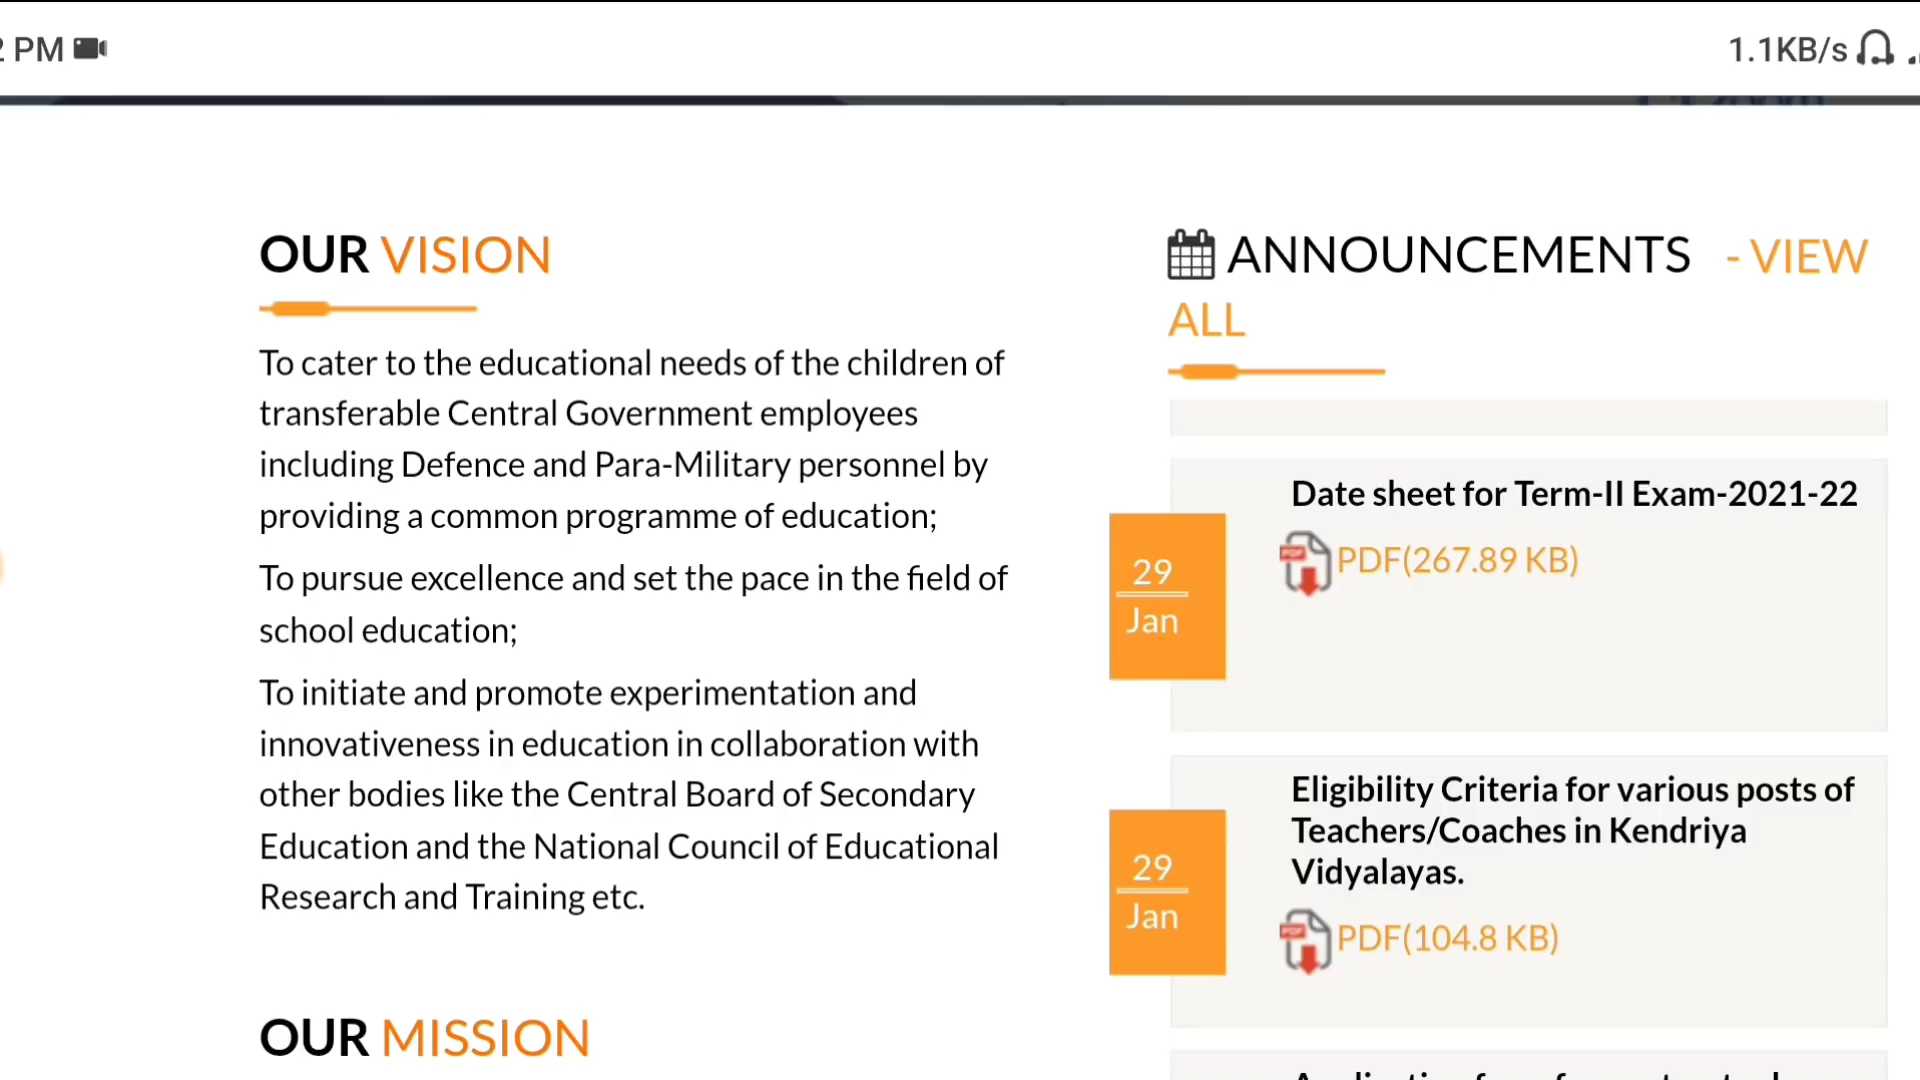 2 PM
1.1KB/s
OUR VISION
To cater to the educational needs of the children of
transferable Central Government employees
including Defence and Para-Military personnel by
providing a common programme of education;
To pursue excellence and set the pace in the field of
school education;
To initiate and promote experimentation and
innovativeness in education in collaboration with
other bodies like the Central Board of Secondary
Education and the National Council of Educational
Research and Training etc.
OUR MISSION
ANNOUNCEMENTS - VIEW
ALL
29
Jan
Date sheet for Term-II Exam-2021-22
PDF(267.89 KB)
29
Jan
Eligibility Criteria for various posts of
Teachers/Coaches in Kendriya
Vidyalayas.
PDF(104.8 KB)